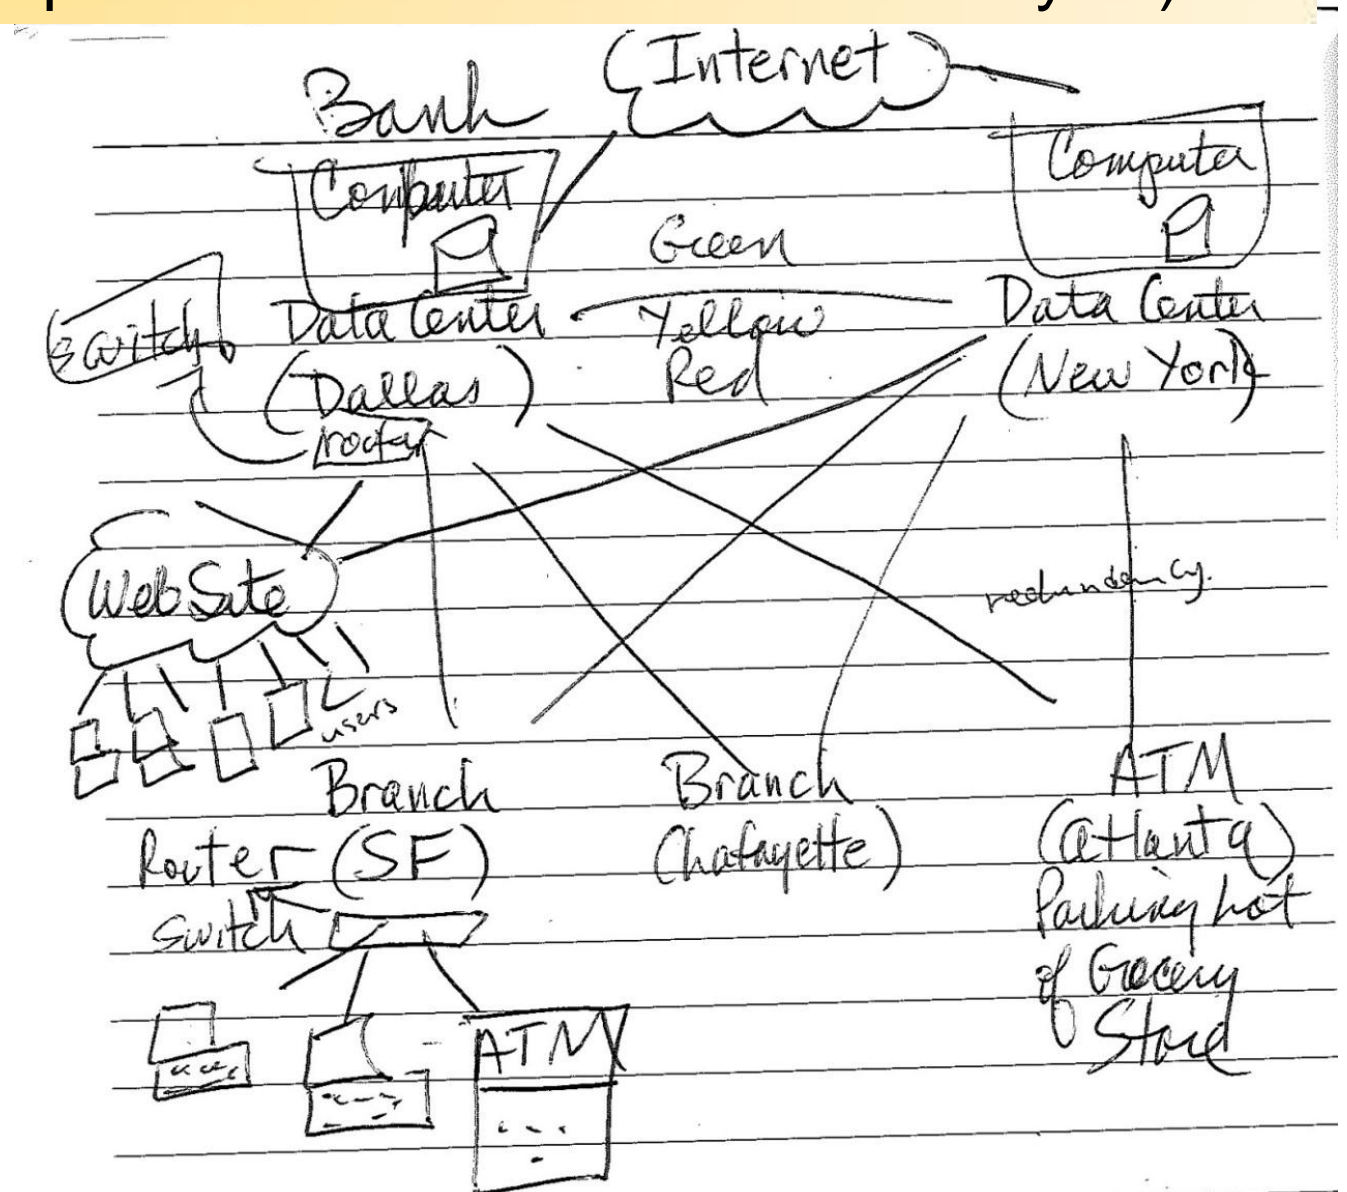 (Internet)
Bank
Computer
Computer
Green
Switch
Data Center
Yellow
Data Center
(Dallas)
Red
(New York)
router
Web Site
redundancy.
users
Branch
Branch
ATM
Router (SF)
(Lafayette)
(Atlanta)
Switch
Parking Lot
of Grocery
ATM
Store